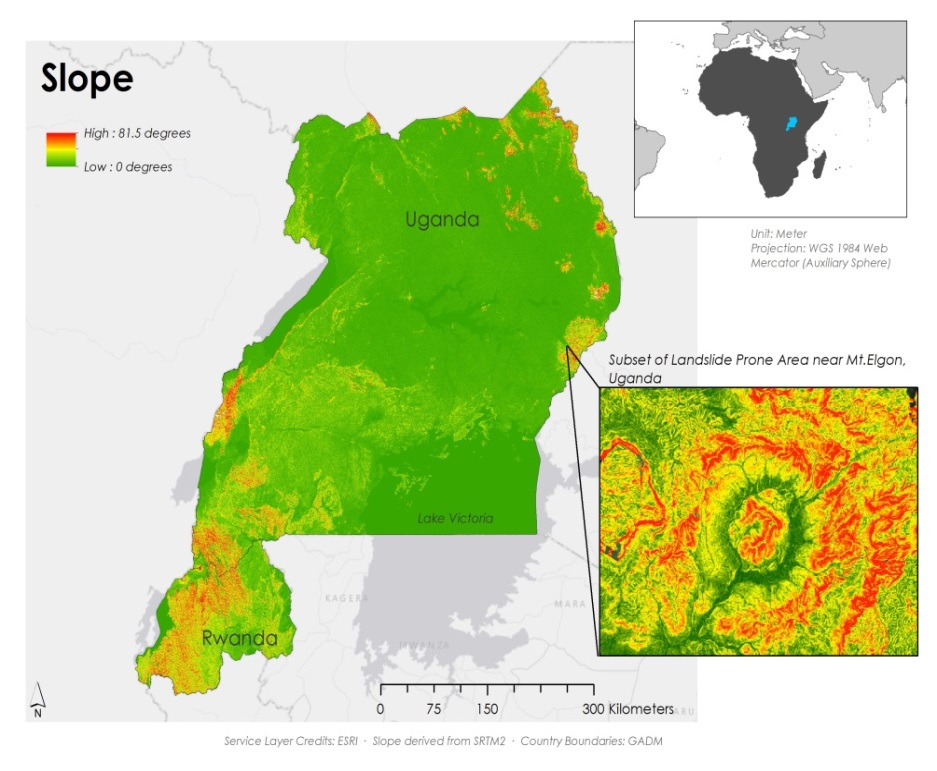 Slope
High : 81.5 degrees
Low : 0 degrees
Uganda
Unit: Meter
Projection: WGS 1984 Web
Mercator (Auxiliary Sphere)
Subset of Landslide Prone Area near Mt.Elgon,
Uganda
Lake Victoria
KAGERA
MARA
Rwanda
N
0 75 150 300 Kilometers
Service Layer Credits: ESRI · Slope derived from SRTM2 · Country Boundaries: GADM